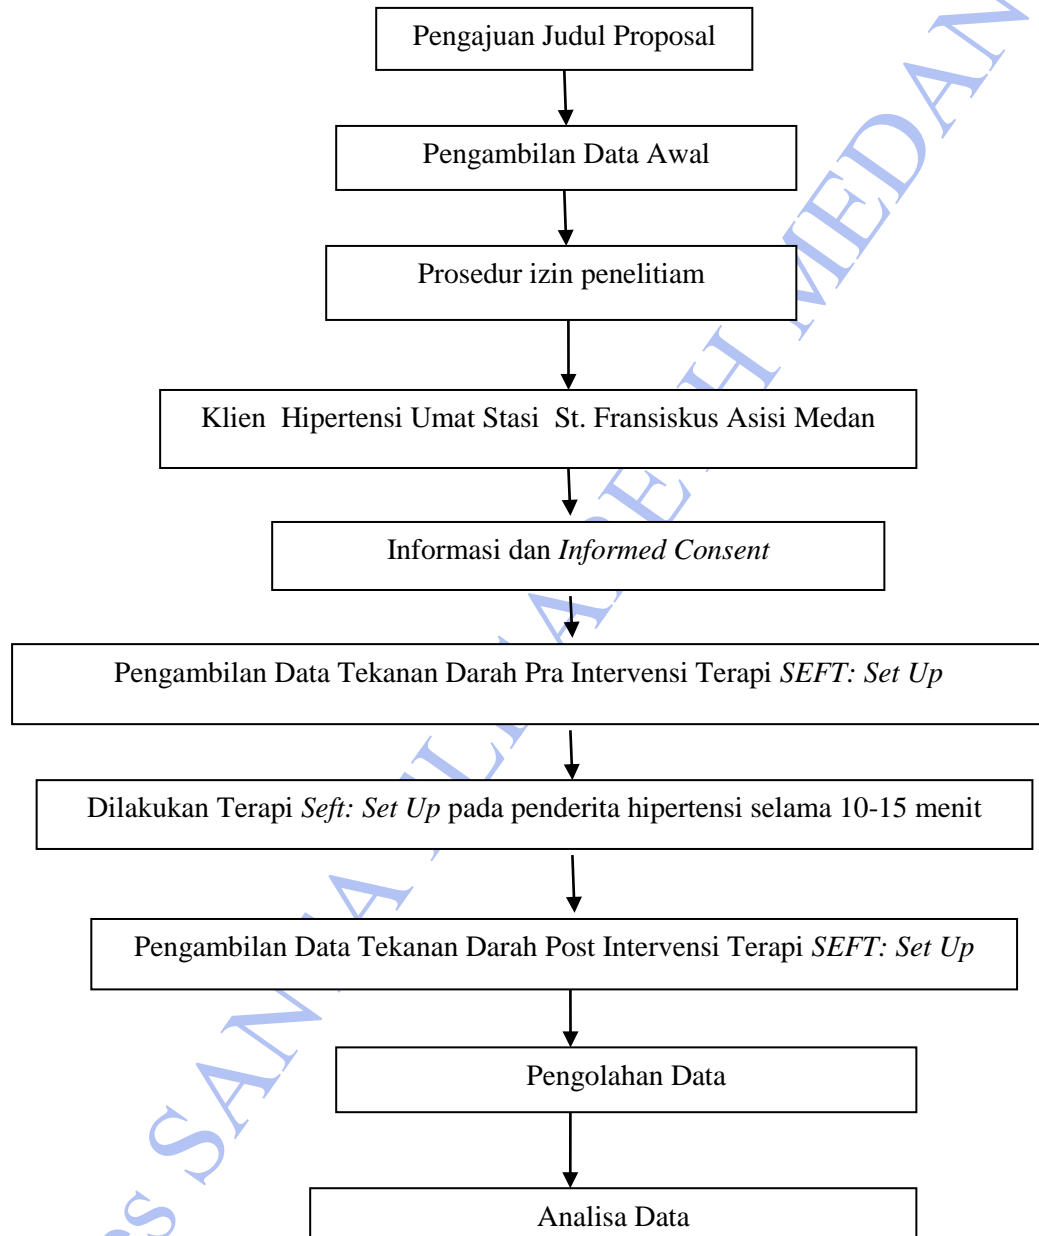 Pengajuan Judul Proposal
Pengambilan Data Awal
Prosedur izin penelitiam
Klien Hipertensi Umat Stasi St. Fransiskus Asisi Medan
Informasi dan Informed Consent
Pengambilan Data Tekanan Darah Pra Intervensi Terapi SEFT: Set Up
Dilakukan Terapi Seft: Set Up pada penderita hipertensi selama 10-15 menit
Pengambilan Data Tekanan Darah Post Intervensi Terapi SEFT: Set Up
Pengolahan Data
Analisa Data